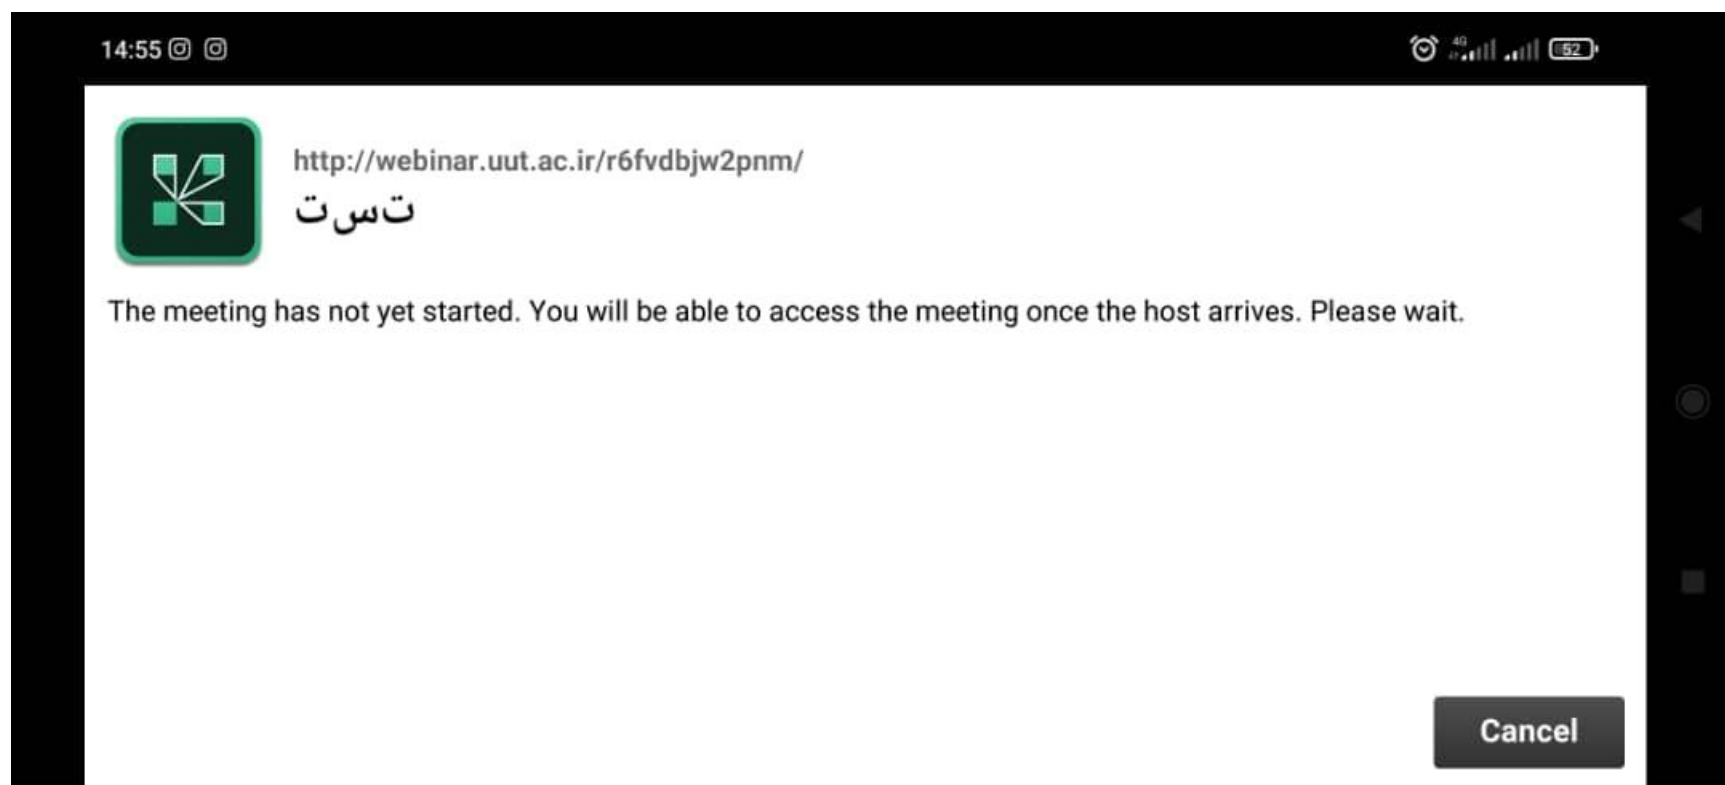 14:55
4G
52
http://webinar.uut.ac.ir/r6fvdbjw2pnm/
تست
The meeting has not yet started. You will be able to access the meeting once the host arrives. Please wait.
Cancel